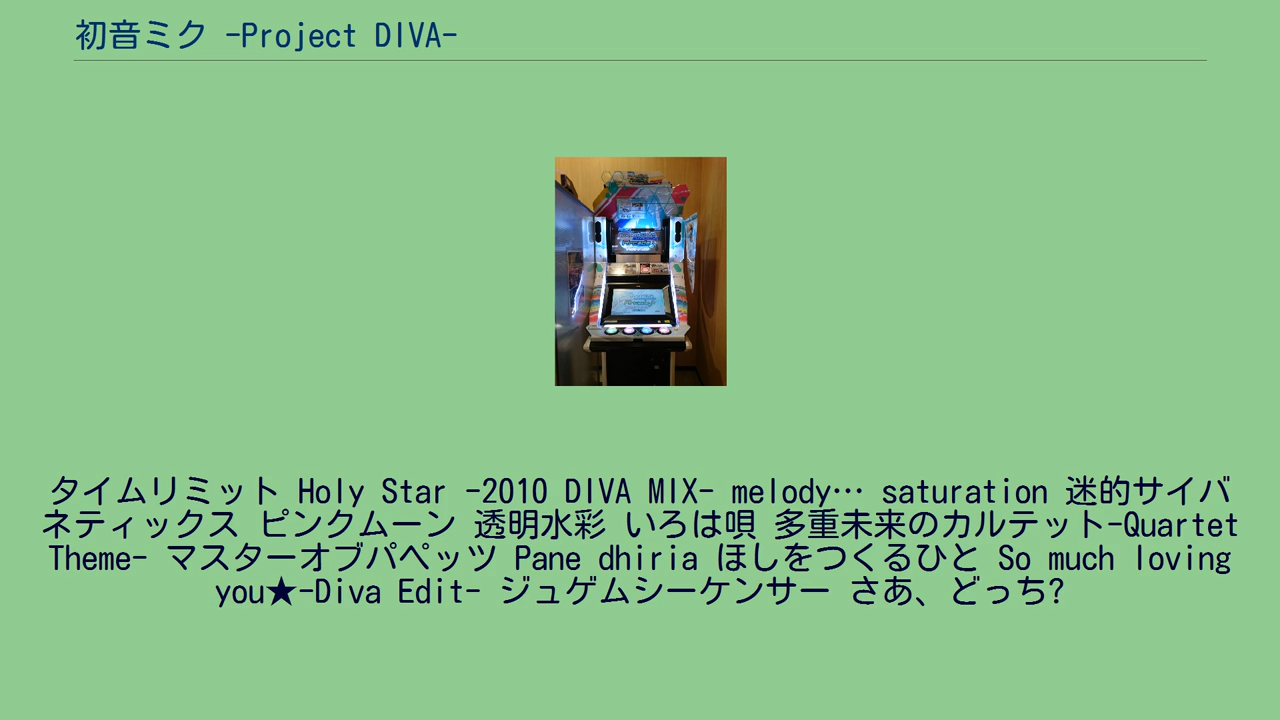 初音ミク -Project DIVA-
タイムリミット Holy Star -2010 DIVA MIX- melody… saturation 迷的サイバ
ネティックス ピンクムーン 透明水彩 いろは唄 多重未来のカルテット-Quartet
Theme- マスターオブパペッツ Pane dhiria ほしをつくるひと So much loving
you★-Diva Edit- ジュゲムシーケンサー さあ、どっち?